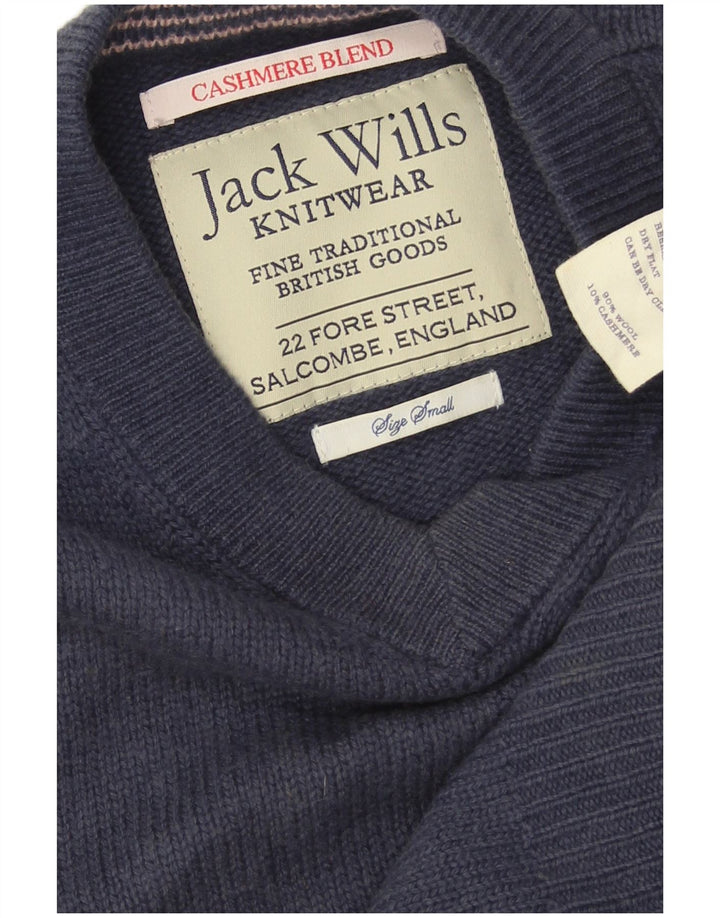 CASHMERE BLEND
Jack Wills
KNITWEAR
FINE TRADITIONAL
BRITISH GOODS
22 FORE STREET,
SALCOMBE, ENGLAND
Size Small
DRY FLAT
CAN BE DRY
90% WOOL
10% CASHMERE